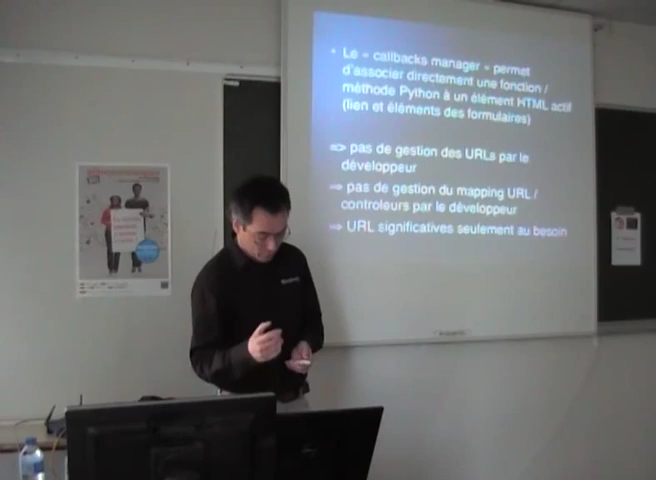 Le « callbacks manager » permet
d'associer directement une fonction /
méthode Python à un élément HTML actif
(lien et éléments des formulaires)
=> pas de gestion des URLs par le
développeur
=> pas de gestion du mapping URL /
controleurs par le développeur
=> URL significatives seulement au besoin